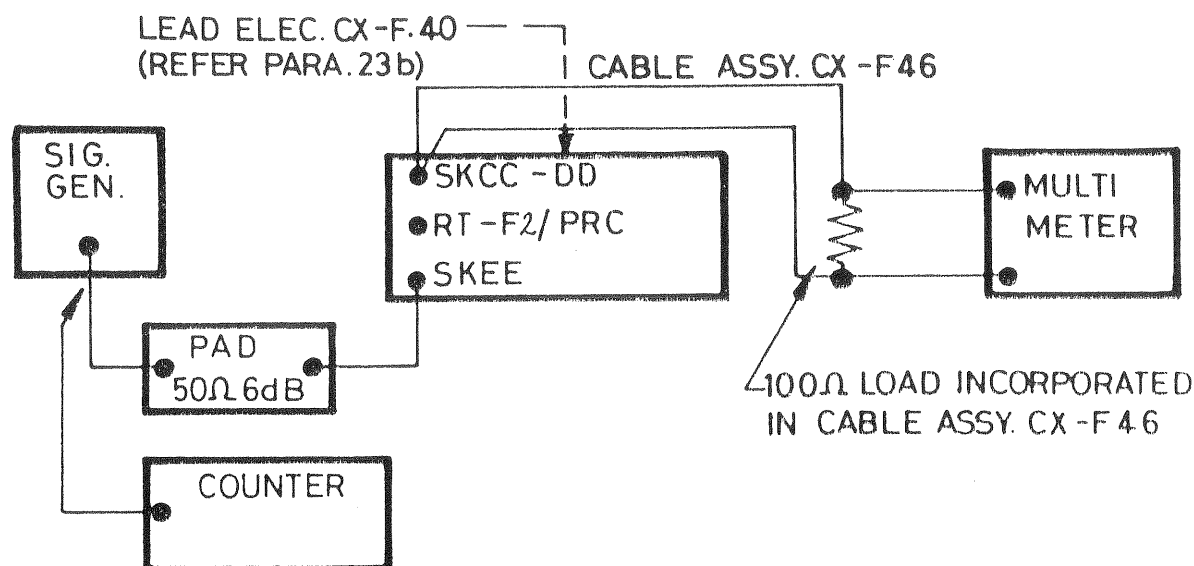 LEAD ELEC. CX-F.40
(REFER PARA. 23b)
CABLE ASSY. CX-F46
SIG.
GEN.
SKCC-DD
RT-F2/PRC
SKEE
MULTI
METER
PAD
50Ω 6dB
100Ω LOAD INCORPORATED
IN CABLE ASSY. CX-F46
COUNTER